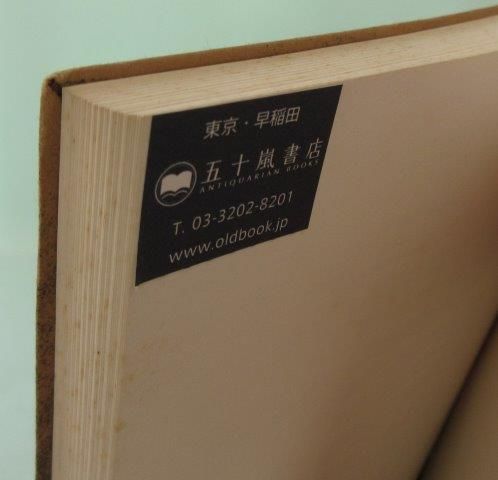 東京・早稲田
五十嵐書店
ANTIQUARIAN BOOKS
T. 03-3202-8201
www.oldbook.jp